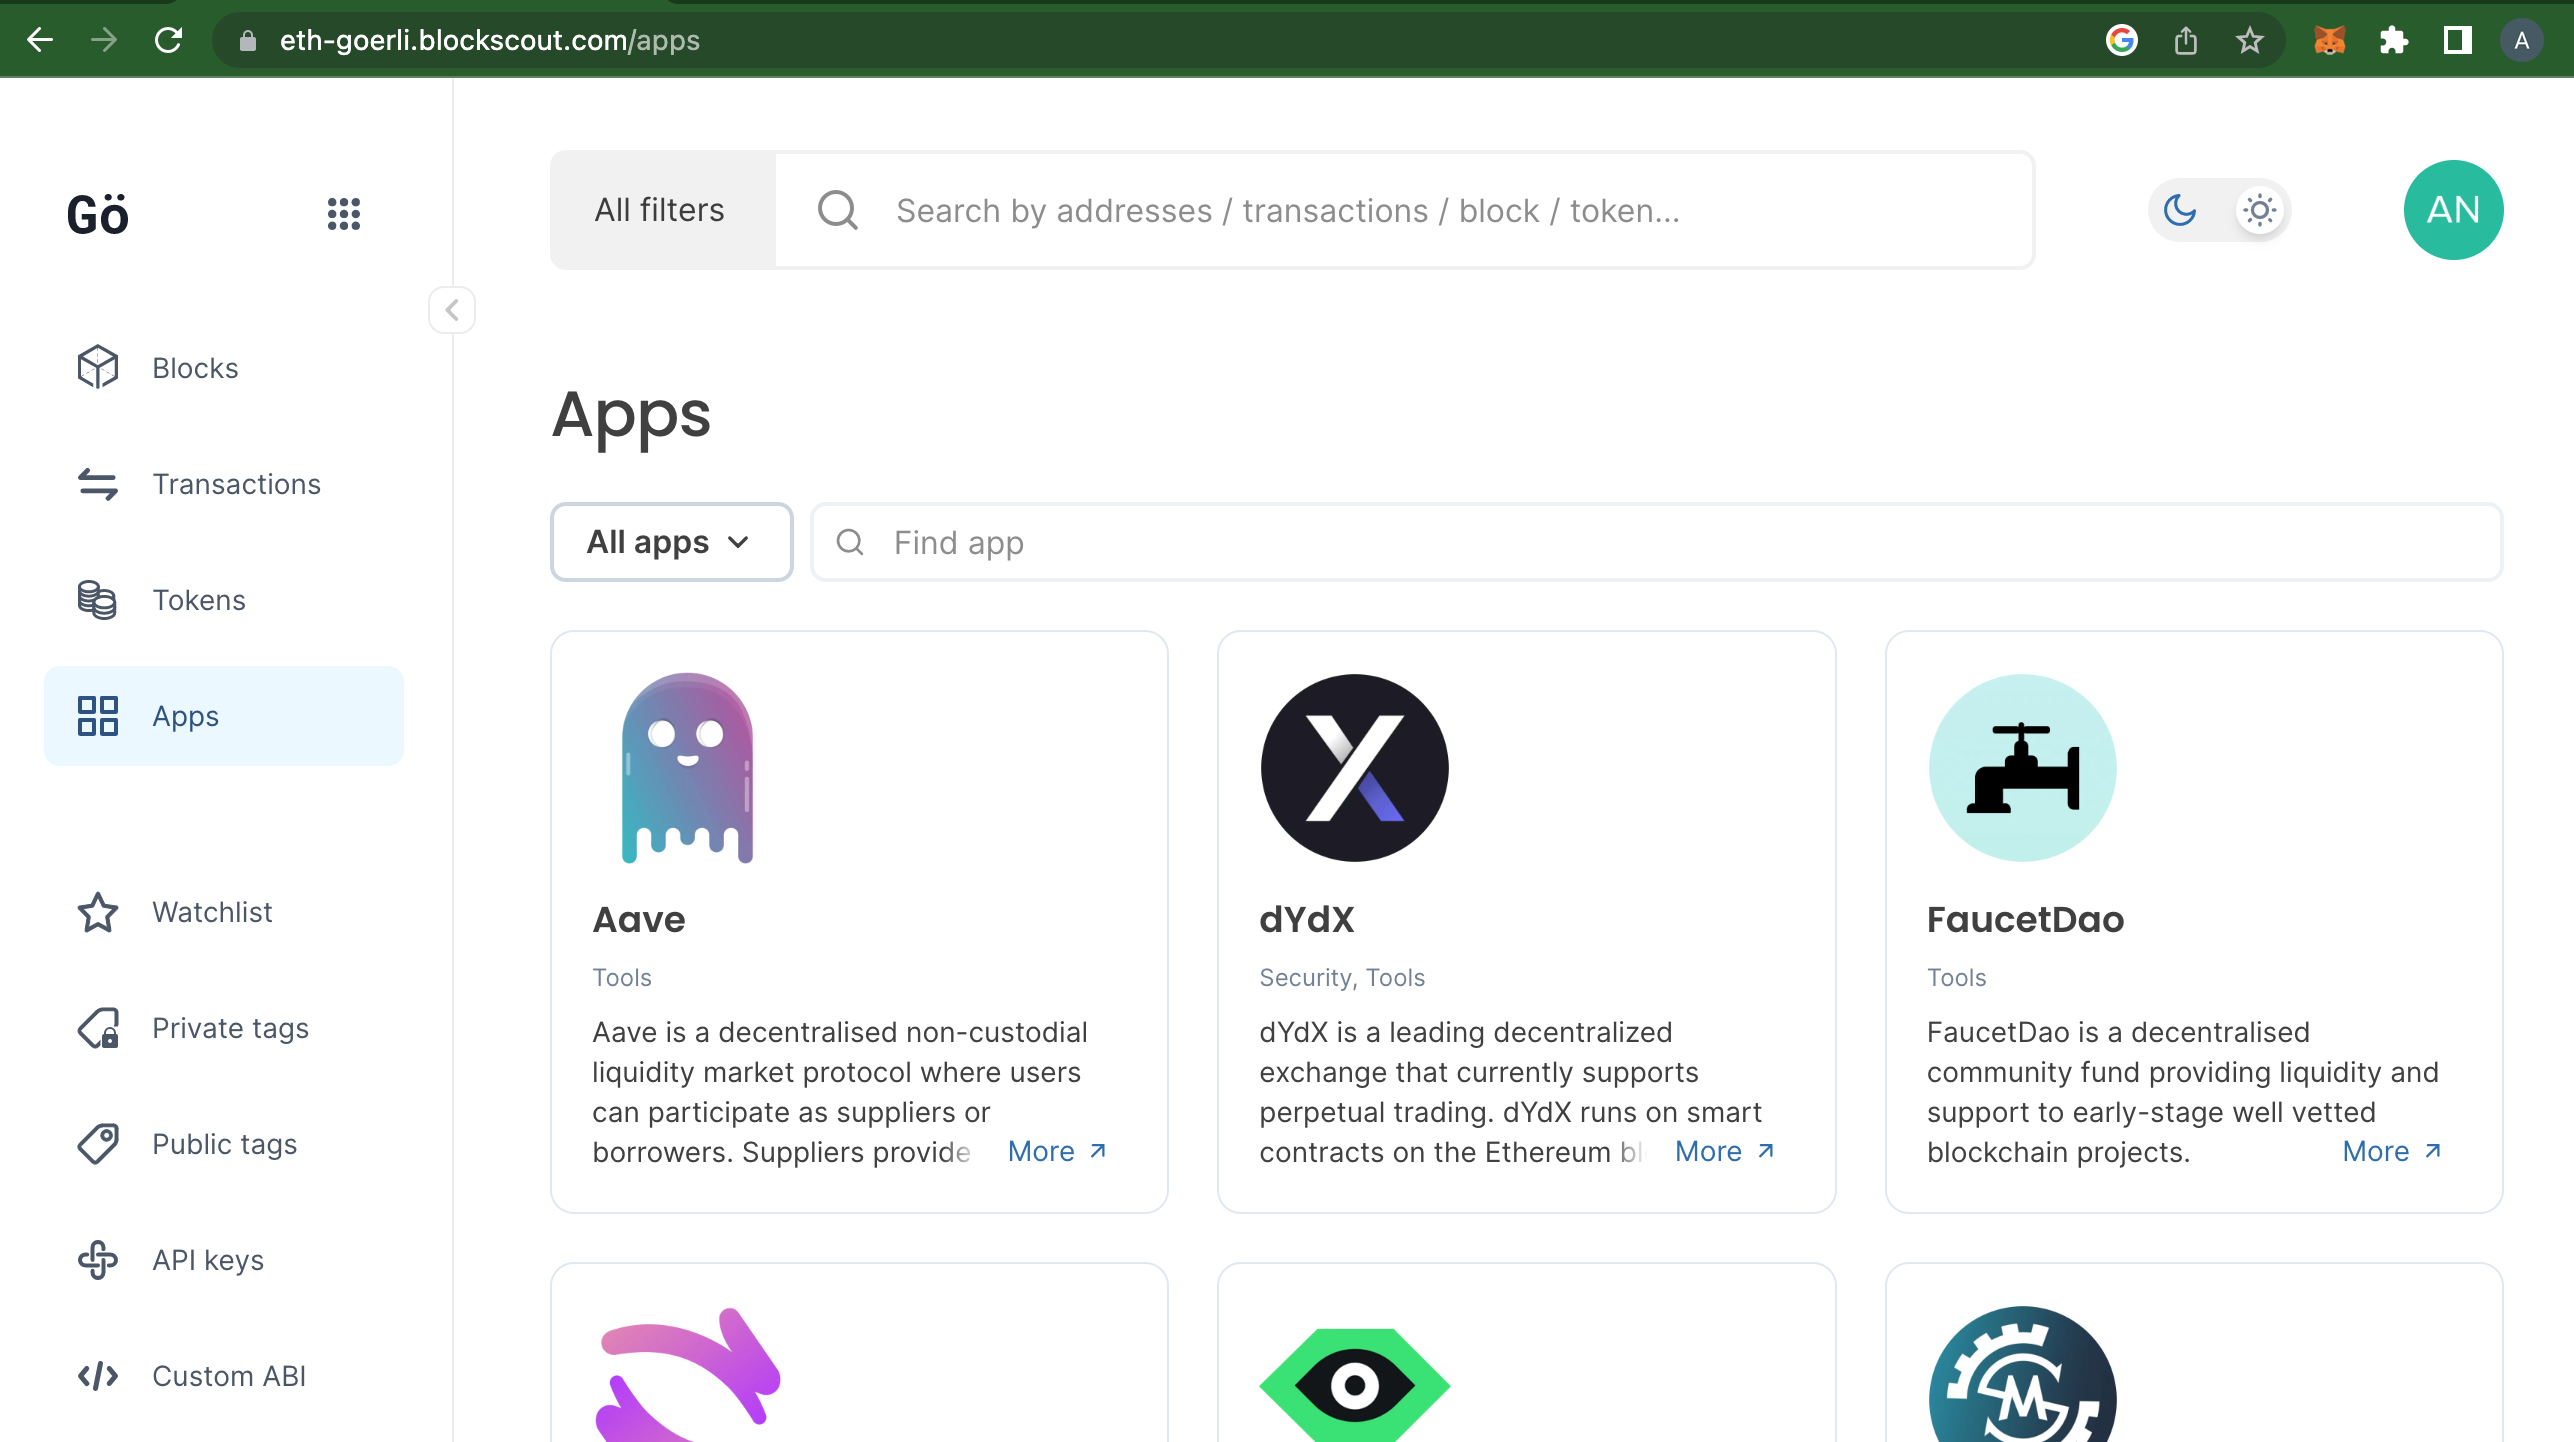 eth-goerli.blockscout.com/apps
A
Gö
All filters
Search by addresses / transactions / block / token...
AN
Blocks
Transactions
Tokens
Apps
Watchlist
Private tags
Public tags
API keys
Custom ABI
Apps
All apps
Find app
Aave
Tools
Aave is a decentralised non-custodial
liquidity market protocol where users
can participate as suppliers or
borrowers. Suppliers provide
More
dYdX
Security, Tools
dYdX is a leading decentralized
exchange that currently supports
perpetual trading. dYdX runs on smart
contracts on the Ethereum bl
More
FaucetDao
Tools
FaucetDao is a decentralised
community fund providing liquidity and
support to early-stage well vetted
blockchain projects.
More
M